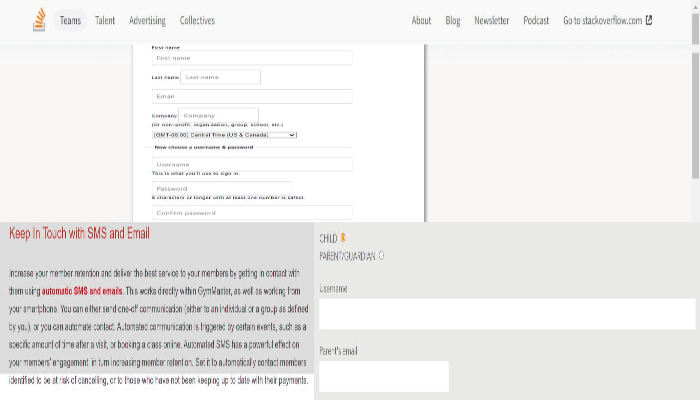 Teams Talent Advertising Collectives About Blog Newsletter Podcast Go to stackoverflow.com
First name
First name
Last name Last name
Email
Company Company
(Or non-profit, organization, group, school, etc.)
(GMT-06:00) Central Time (US & Canada)
Now choose a username & password
Username
This is what you'll use to sign in.
Password
8 characters or longer with at least one number is safest.
Confirm password
Keep In Touch with SMS and Email
Increase your member retention and deliver the best service to your members by getting in contact with
them using automatic SMS and emails. This works directly within GymMaster, as well as working from
your smartphone. You can either send one-off communication (either to an individual or a group as defined
by you), or you can automate contact. Automated communication is triggered by certain events, such as a
specific amount of time after a visit, or booking a class online. Automated SMS has a powerful effect on
your members' engagement, in turn increasing member retention. Set it to automatically contact members
identified to be at risk of cancelling, or to those who have not been keeping up to date with their payments.
CHILD
PARENT/GUARDIAN
Username
Parent's email